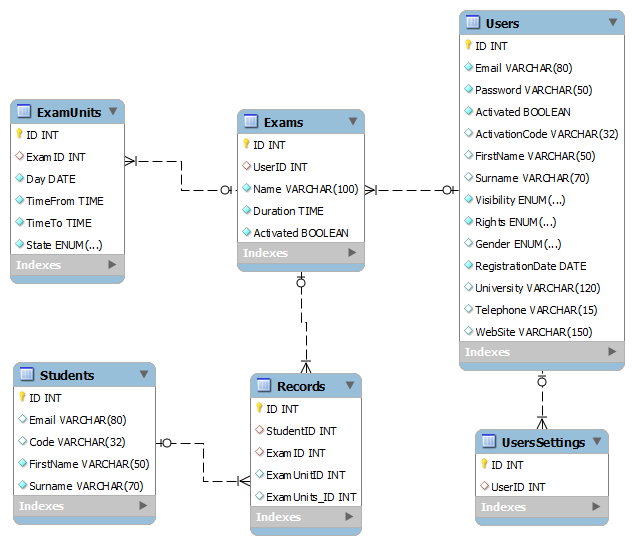 Users
ID INT
Email VARCHAR(80)
Password VARCHAR(50)
Activated BOOLEAN
ActivationCode VARCHAR(32)
FirstName VARCHAR(50)
Surname VARCHAR(70)
Visibility ENUM(...)
Rights ENUM(...)
Gender ENUM(...)
RegistrationDate DATE
University VARCHAR(120)
Telephone VARCHAR(15)
WebSite VARCHAR(150)
Indexes
ExamUnits
ID INT
ExamID INT
Day DATE
TimeFrom TIME
TimeTo TIME
State ENUM(...)
Indexes
Exams
ID INT
UserID INT
Name VARCHAR(100)
Duration TIME
Activated BOOLEAN
Indexes
Students
ID INT
Email VARCHAR(80)
Code VARCHAR(32)
FirstName VARCHAR(50)
Surname VARCHAR(70)
Indexes
Records
ID INT
StudentID INT
ExamID INT
ExamUnitID INT
ExamUnits_ID INT
Indexes
UsersSettings
ID INT
UserID INT
Indexes